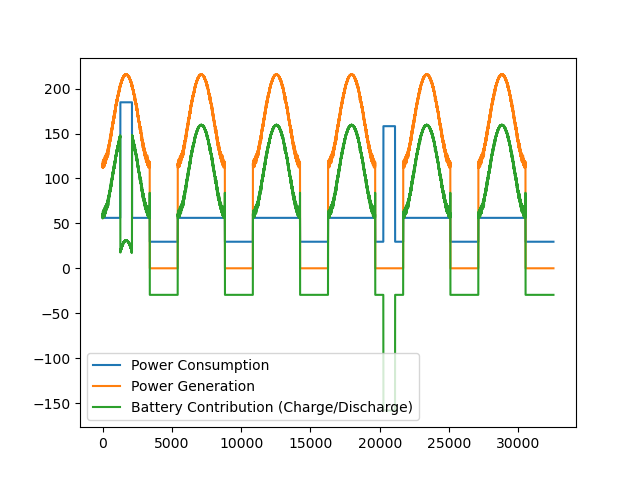 200
150
100
50
0
−50
−100
−150
Power Consumption
Power Generation
Battery Contribution (Charge/Discharge)
0 5000 10000 15000 20000 25000 30000